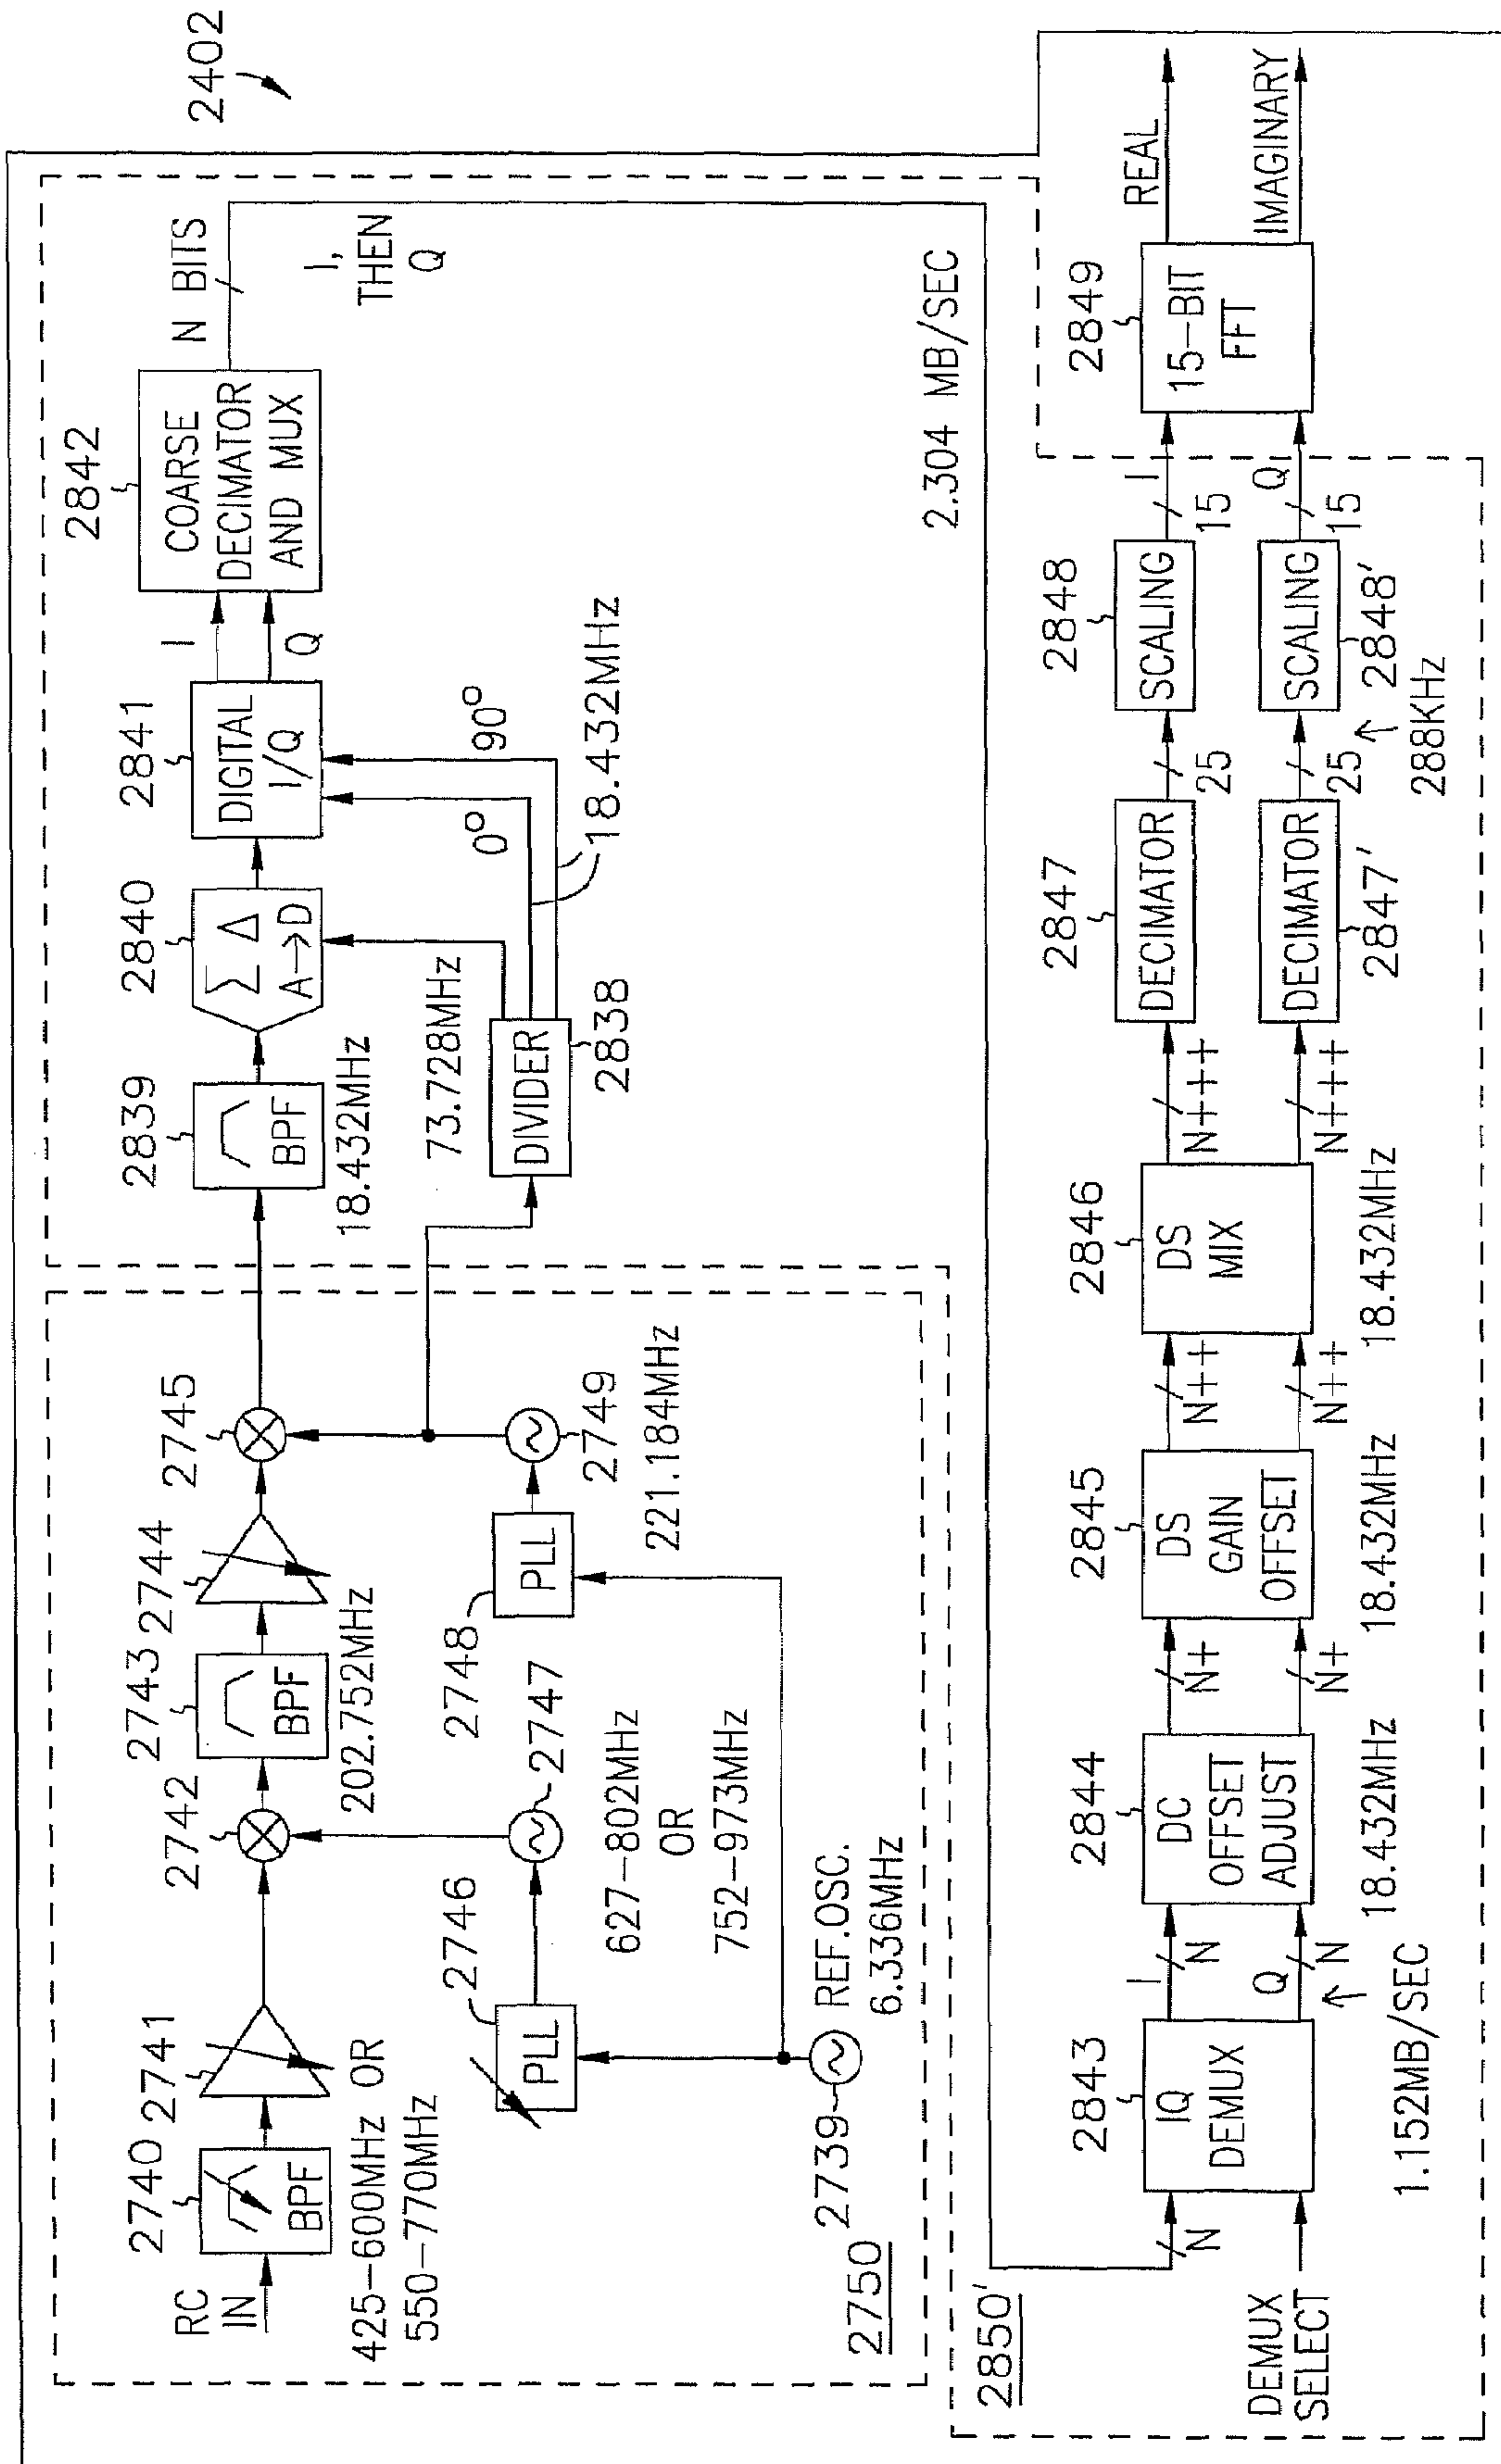 2402
RC
IN
2740
BPF
425-600MHz OR
550-770MHz
2741
2742
2743
BPF
202.752MHz
2744
2745
2746
PLL
2747
627-802MHz
OR
752-973MHz
2748
PLL
2749
221.184MHz
2739
REF.OSC.
6.336MHz
2750
2839
BPF
18.432MHz
2840
Σ Δ
A→D
2841
DIGITAL
I/Q
I
Q
2842
COARSE
DECIMATOR
AND MUX
N BITS
I,
THEN
Q
73.728MHz
DIVIDER
2838
0°
90°
18.432MHz
2.304 MB/SEC
2850'
DEMUX
SELECT
N
2843
IQ
DEMUX
I
N
Q
N
1.152MB/SEC
2844
DC
OFFSET
ADJUST
18.432MHz
N+
N+
2845
DS
GAIN
OFFSET
18.432MHz
N++
N++
2846
DS
MIX
18.432MHz
N+++
N+++
2847
DECIMATOR
DECIMATOR
2847'
25
25
288KHz
2848
SCALING
SCALING
2848'
I
15
Q
15
2849
15-BIT
FFT
REAL
IMAGINARY